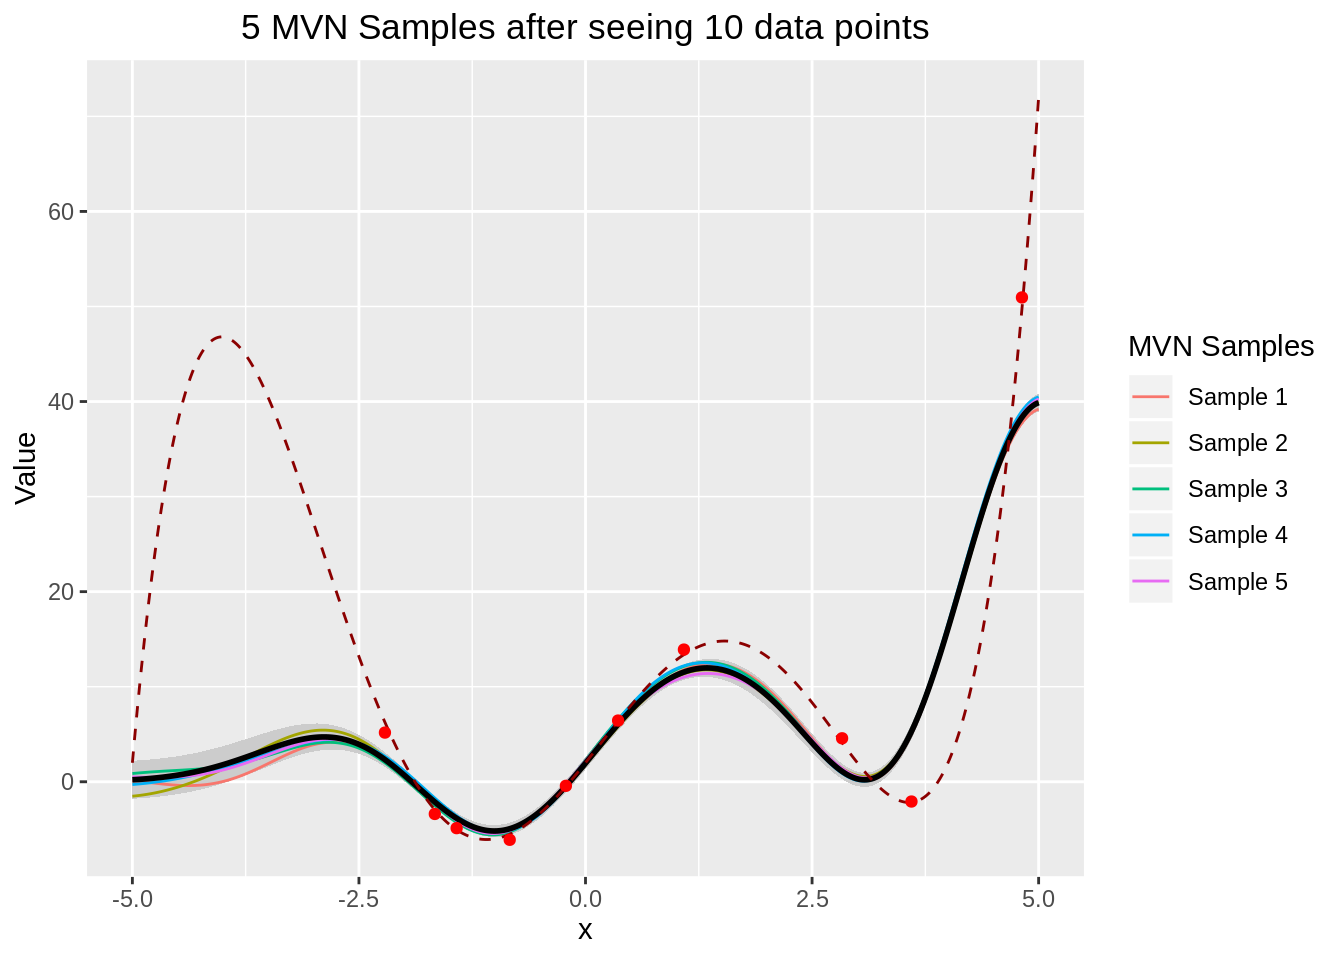 5 MVN Samples after seeing 10 data points
Value
60
40
20
0
-5.0
-2.5
0.0
2.5
5.0
x
MVN Samples
Sample 1
Sample 2
Sample 3
Sample 4
Sample 5